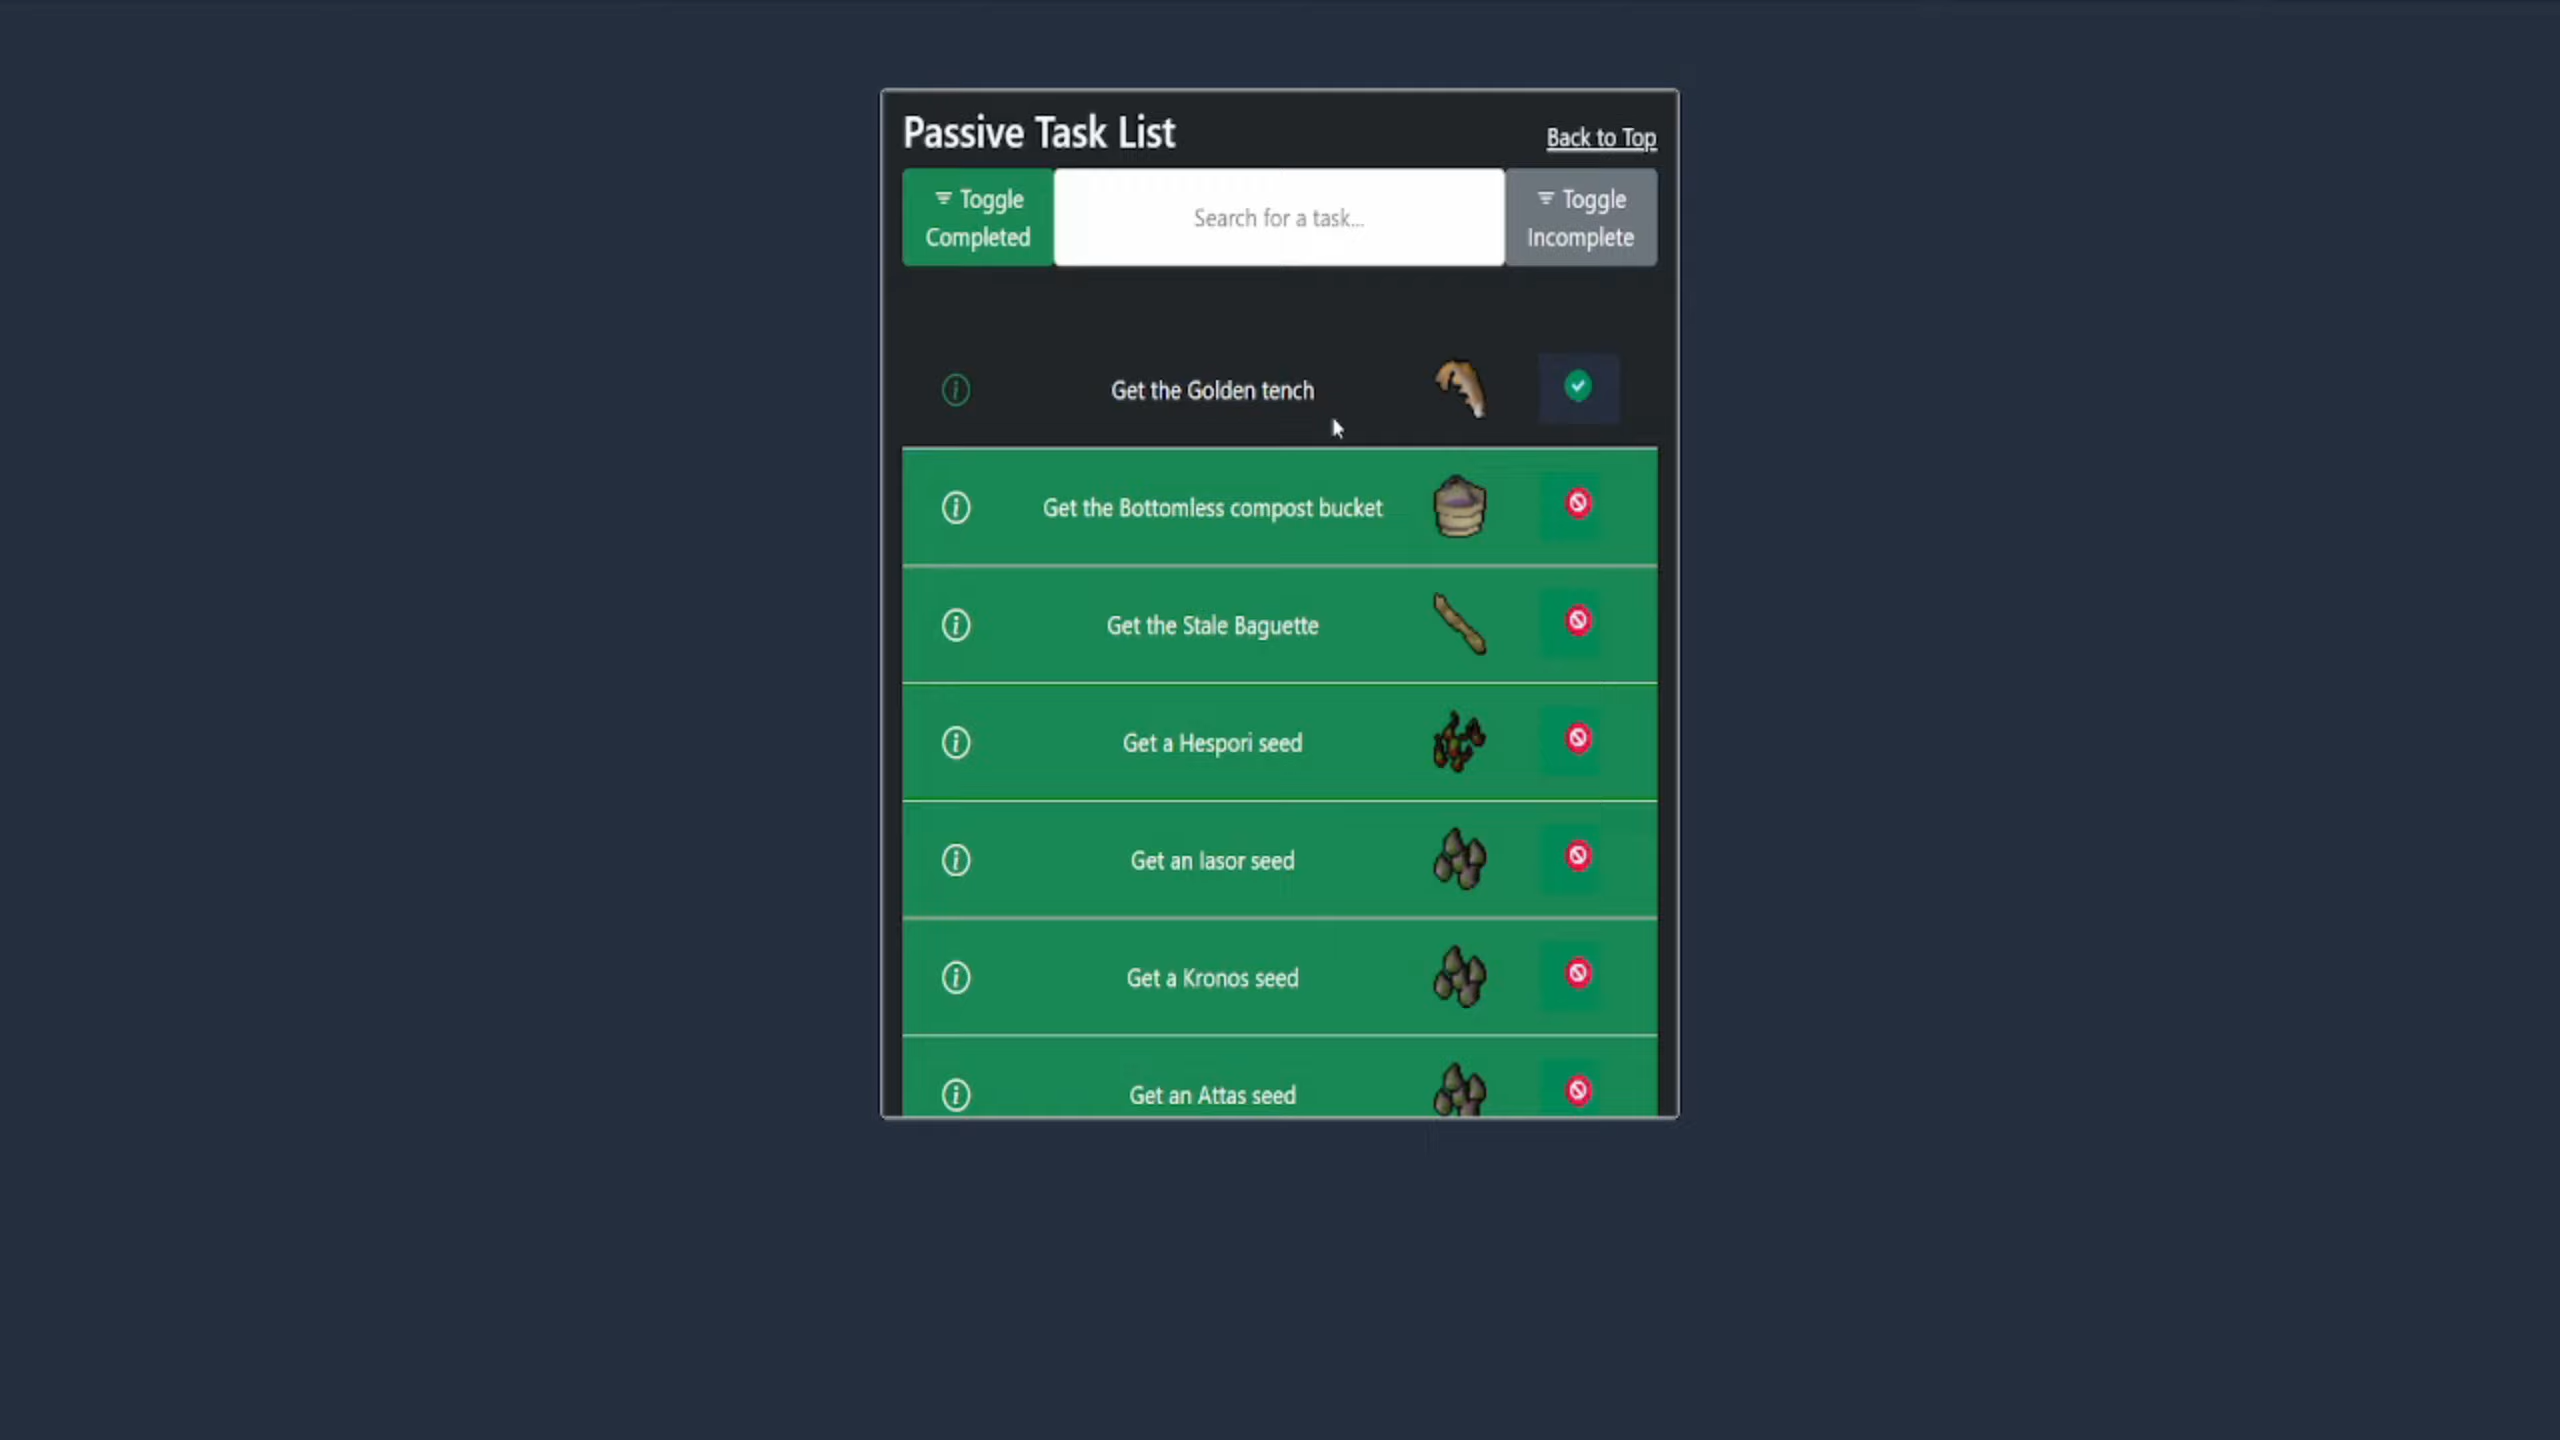 Passive Task List
Back to Top
Toggle
Completed
Search for a task...
Toggle
Incomplete
Get the Golden tench
Get the Bottomless compost bucket
Get the Stale Baguette
Get a Hespori seed
Get an Iasor seed
Get a Kronos seed
Get an Attas seed